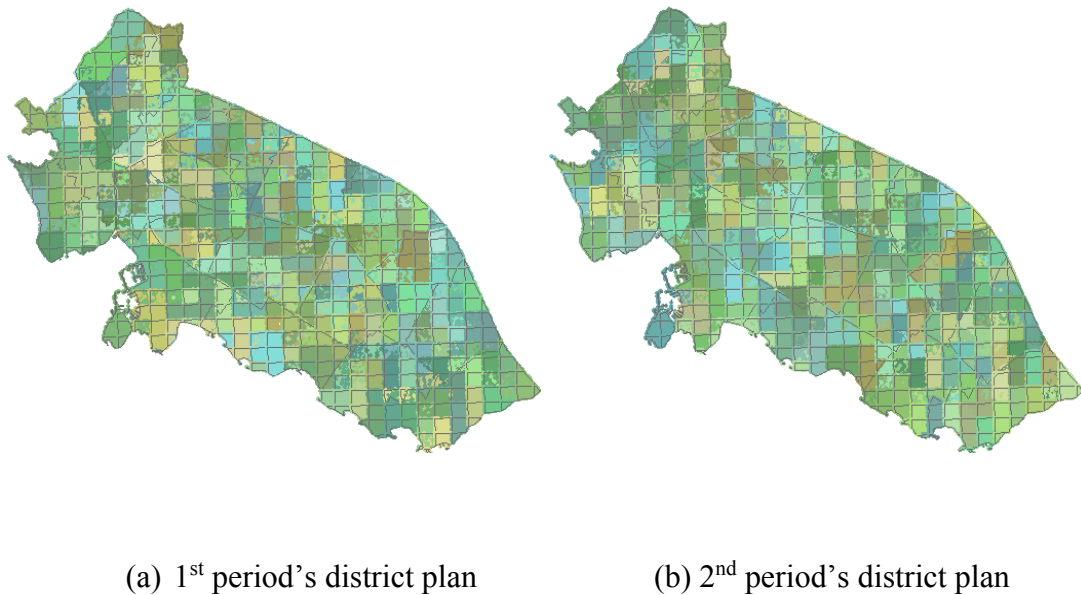 (a) 1st period's district plan
(b) 2nd period's district plan